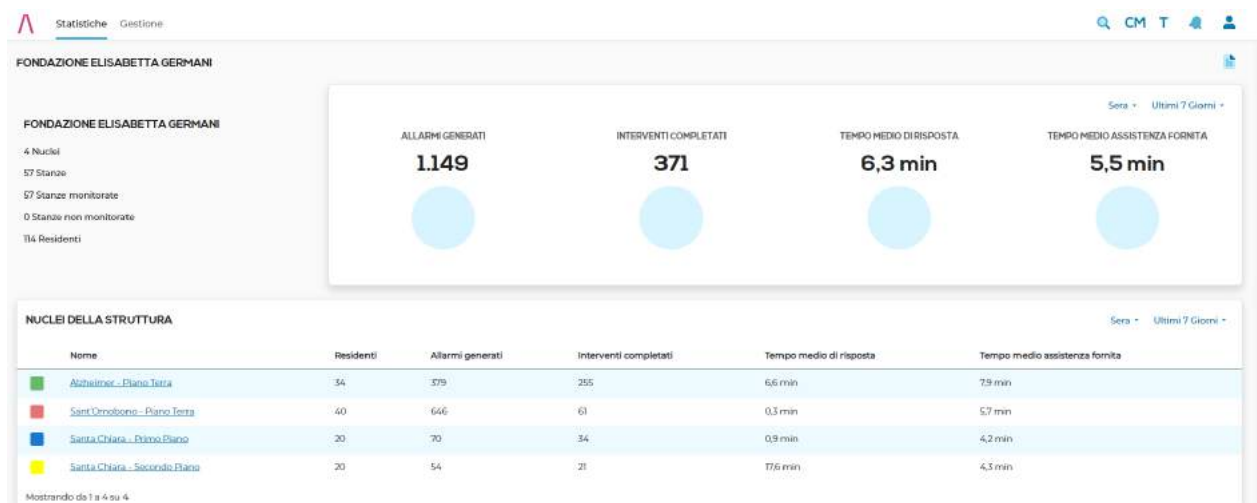 Statistiche Gestione
CM T
FONDAZIONE ELISABETTA GERMANI
FONDAZIONE ELISABETTA GERMANI
4 Nuclei
57 Stanze
57 Stanze monitorate
0 Stanze non monitorate
114 Residenti
Sera Ultimi 7 Giorni
ALLARMI GENERATI INTERVENTI COMPLETATI TEMPO MEDIO DI RISPOSTA TEMPO MEDIO ASSISTENZA FORNITA
1.149 371 6,3 min 5,5 min
NUCLEI DELLA STRUTTURA Sera Ultimi 7 Giorni
Nome Residenti Allarmi generati Interventi completati Tempo medio di risposta Tempo medio assistenza fornita
Alzheimer - Piano Terra 34 379 255 6,6 min 7,9 min
Sant'Omobono - Piano Terra 40 646 61 0,3 min 5,7 min
Santa Chiara - Primo Piano 20 70 34 0,9 min 4,2 min
Santa Chiara - Secondo Piano 20 54 21 17,6 min 4,3 min
Mostrando da 1 a 4 su 4